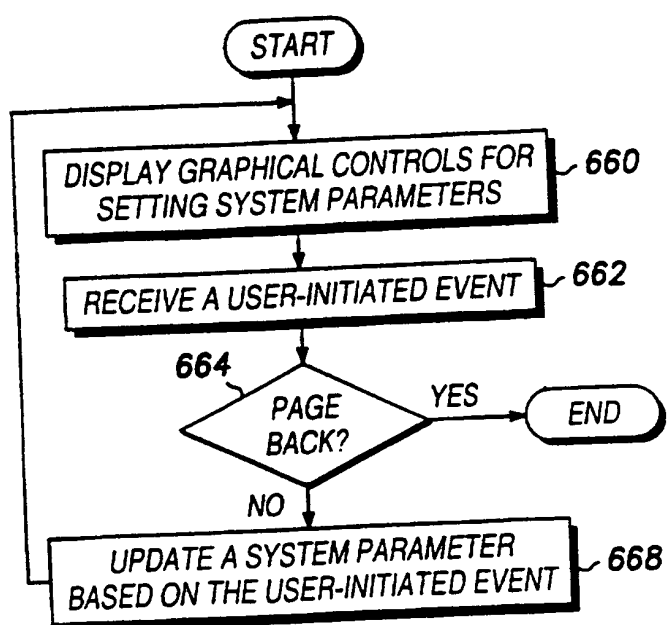 START
DISPLAY GRAPHICAL CONTROLS FOR
SETTING SYSTEM PARAMETERS
660
RECEIVE A USER-INITIATED EVENT
662
664
PAGE
BACK?
YES
END
NO
UPDATE A SYSTEM PARAMETER
BASED ON THE USER-INITIATED EVENT
668